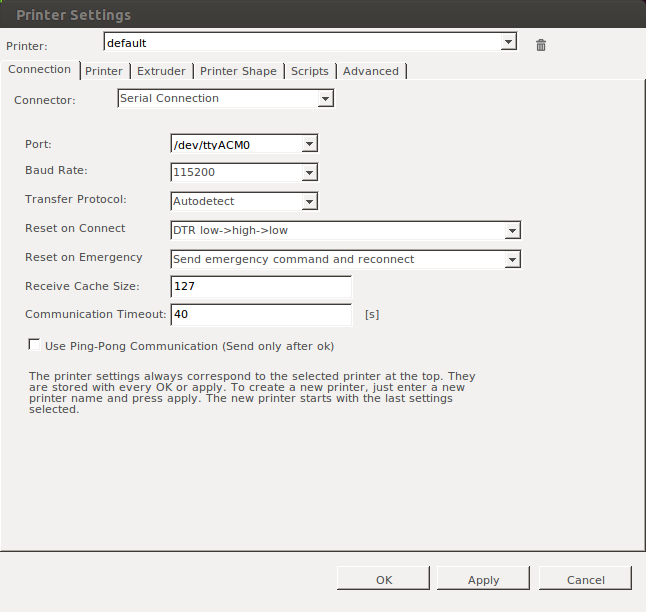 Printer Settings
Printer: default
Connection Printer Extruder Printer Shape Scripts Advanced
Connector: Serial Connection
Port: /dev/ttyACM0
Baud Rate: 115200
Transfer Protocol: Autodetect
Reset on Connect DTR low->high->low
Reset on Emergency Send emergency command and reconnect
Receive Cache Size: 127
Communication Timeout: 40 [s]
Use Ping-Pong Communication (Send only after ok)
The printer settings always correspond to the selected printer at the top. They
are stored with every OK or apply. To create a new printer, just enter a new
printer name and press apply. The new printer starts with the last settings
selected.
OK Apply Cancel